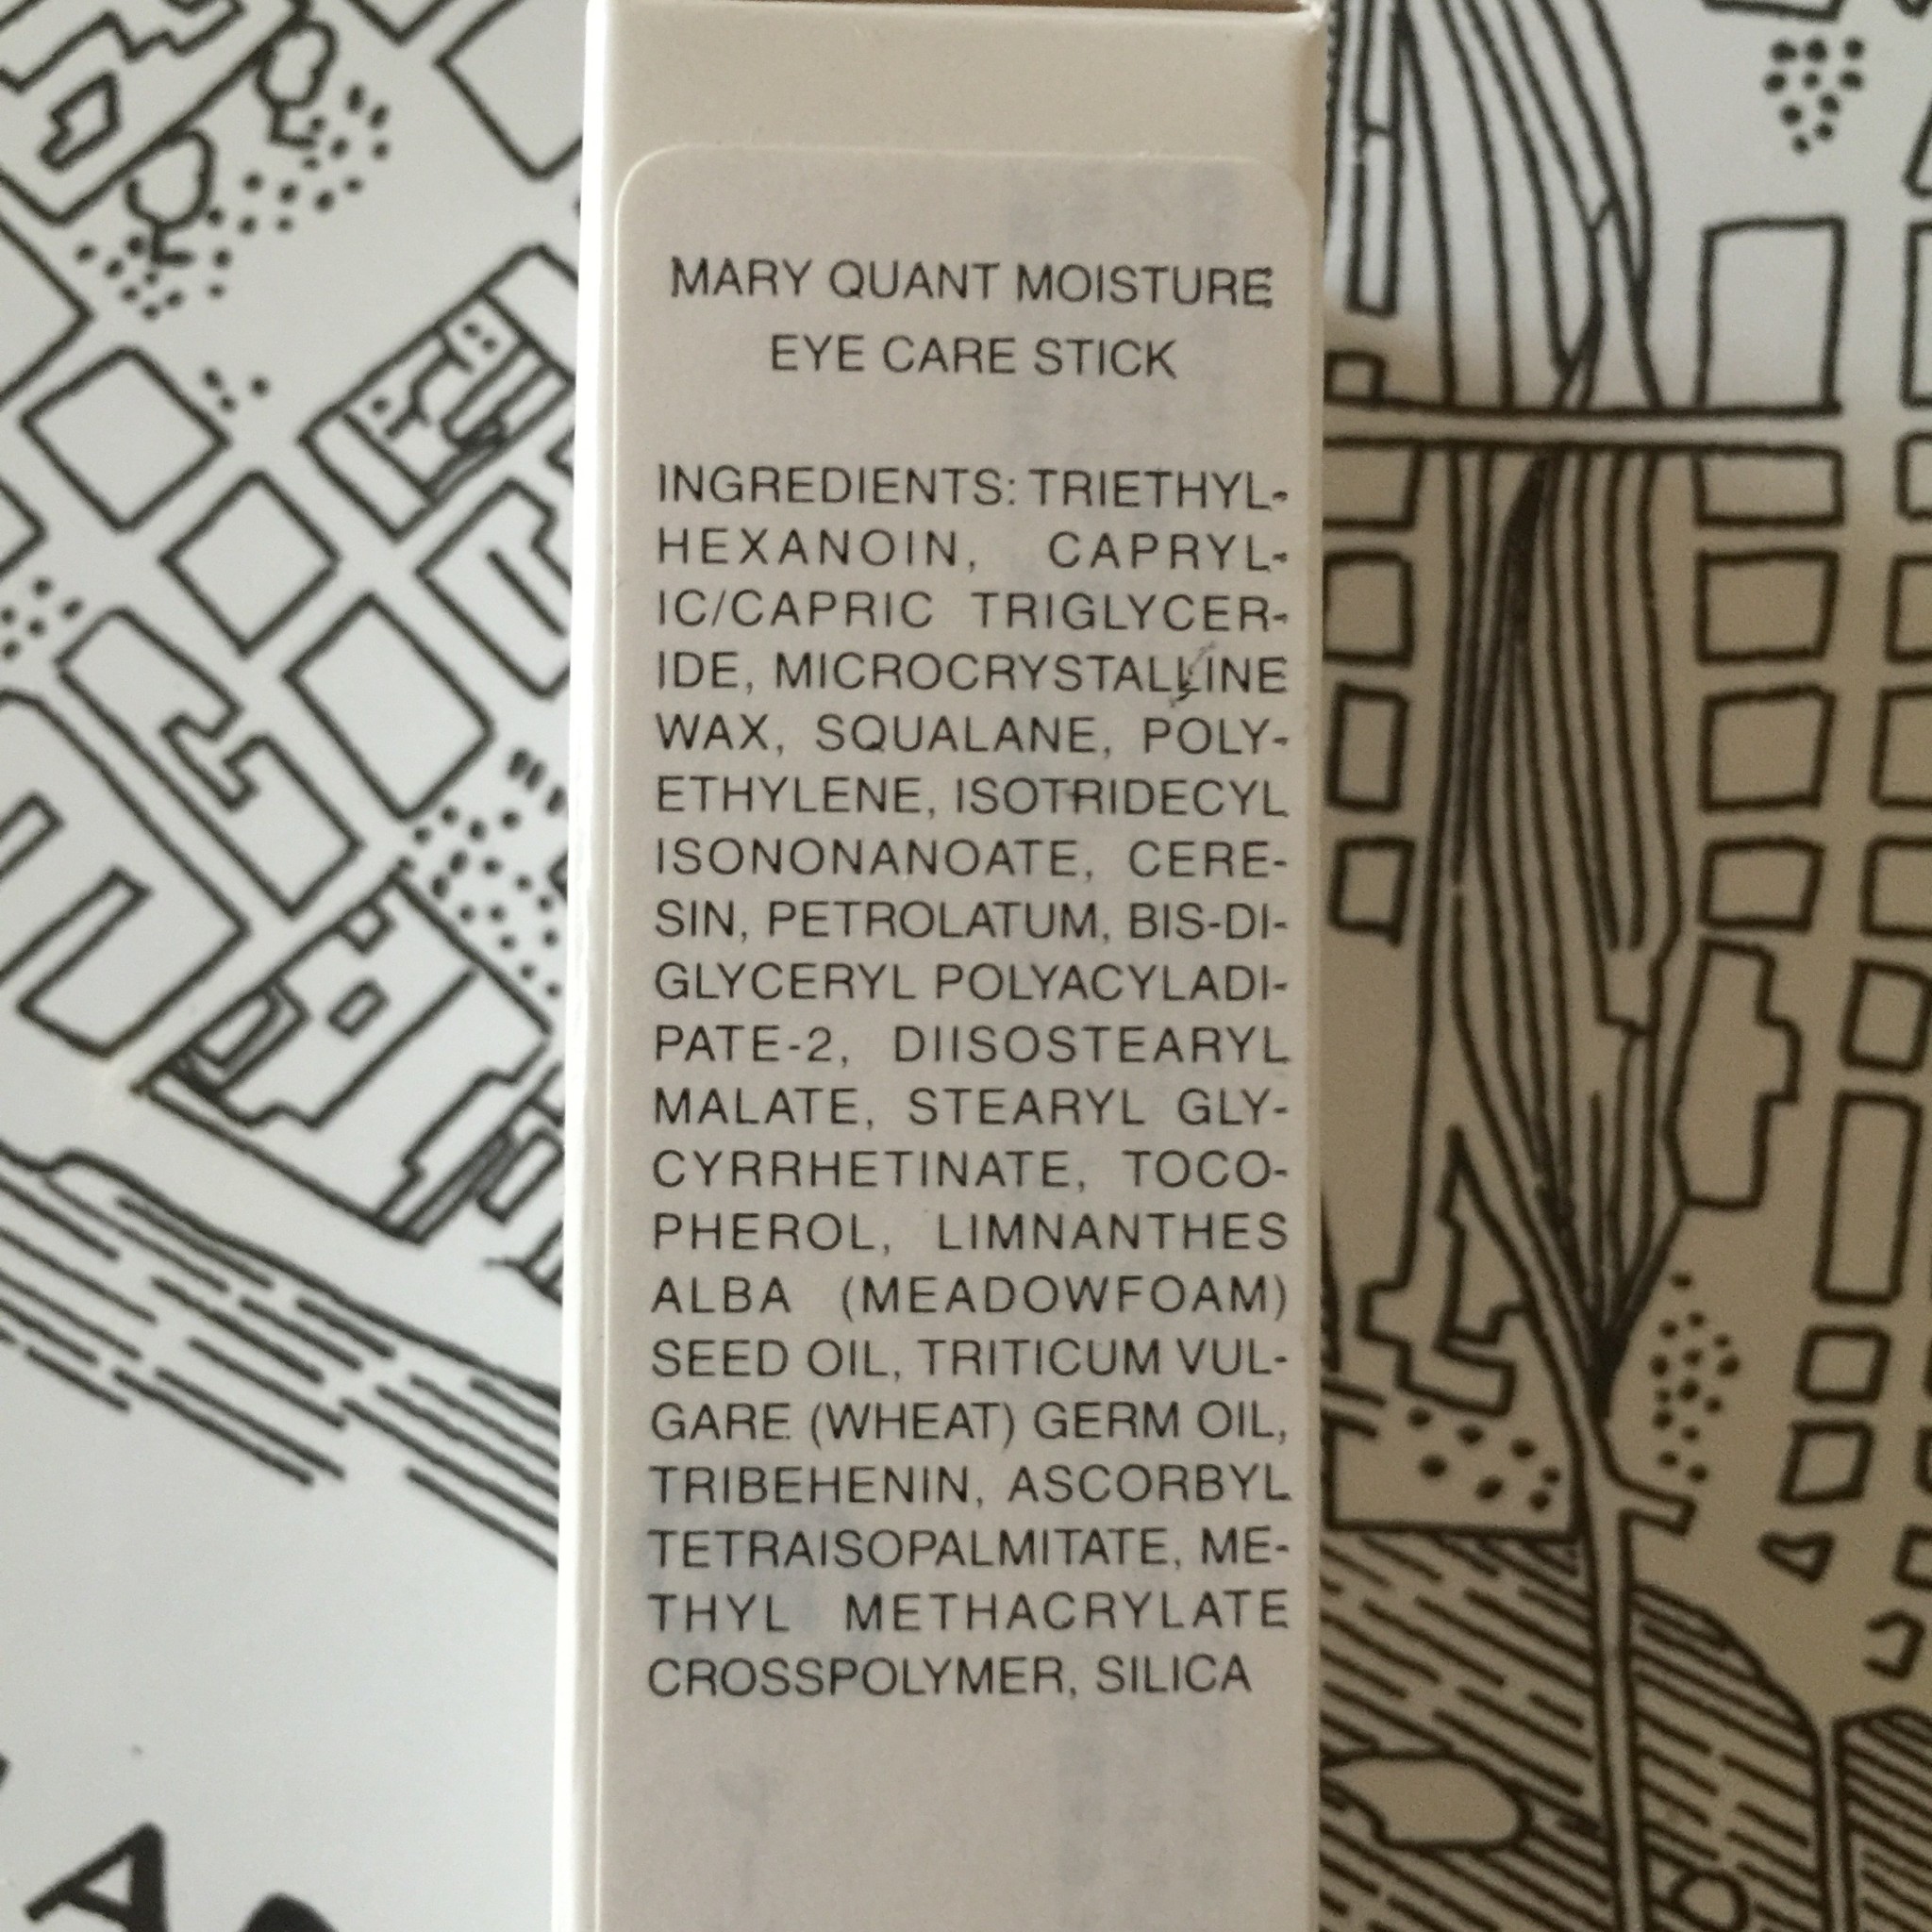 MARY QUANT MOISTURE
EYE CARE STICK
INGREDIENTS: TRIETHYL-
HEXANOIN, CAPRYL-
IC/CAPRIC TRIGLYCER-
IDE, MICROCRYSTALLINE
WAX, SQUALANE, POLY-
ETHYLENE, ISOTRIDECYL
ISONONANOATE, CERE-
SIN, PETROLATUM, BIS-DI-
GLYCERYL POLYACYLADI-
PATE-2, DIISOSTEARYL
MALATE, STEARYL GLY-
CYRRHETINATE, TOCO-
PHEROL, LIMNANTHES
ALBA (MEADOWFOAM)
SEED OIL, TRITICUM VUL-
GARE (WHEAT) GERM OIL,
TRIBEHENIN, ASCORBYL
TETRAISOPALMITATE, ME-
THYL METHACRYLATE
CROSSPOLYMER, SILICA